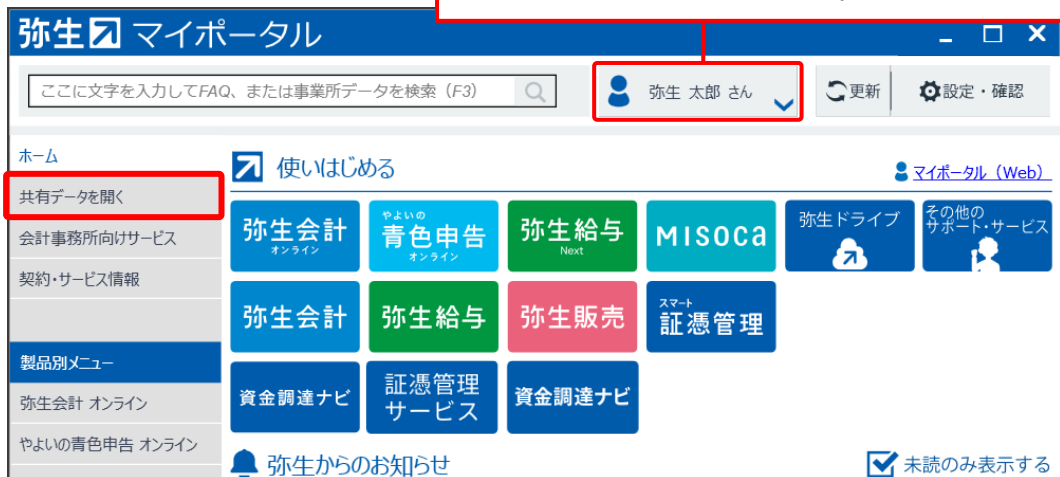 弥生 マイポータル
ここに文字を入力してFAQ、または事業所データを検索（F3）
弥生 太郎 さん
更新
設定・確認
ホーム
共有データを開く
会計事務所向けサービス
契約・サービス情報
製品別メニュー
弥生会計 オンライン
やよいの青色申告 オンライン
使いはじめる
マイポータル（Web）
弥生会計
オンライン
やよいの
青色申告
オンライン
弥生給与
Next
MISOCA
弥生ドライブ
その他の
サポート・サービス
弥生会計
弥生給与
弥生販売
スマート
証憑管理
資金調達ナビ
証憑管理
サービス
資金調達ナビ
弥生からのお知らせ
未読のみ表示する